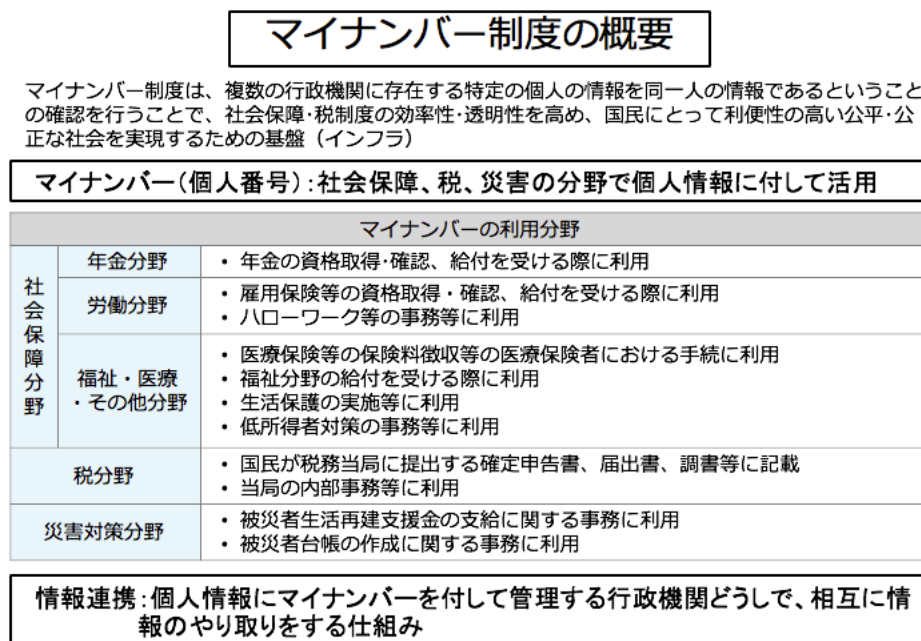 マイナンバー制度の概要
マイナンバー制度は、複数の行政機関に存在する特定の個人の情報を同一人の情報であるということ
の確認を行うことで、社会保障･税制度の効率性･透明性を高め、国民にとって利便性の高い公平･公
正な社会を実現するための基盤（インフラ）
マイナンバー（個人番号）：社会保障、税、災害の分野で個人情報に付して活用
マイナンバーの利用分野
社会保障分野
年金分野
• 年金の資格取得･確認、給付を受ける際に利用
労働分野
• 雇用保険等の資格取得・確認、給付を受ける際に利用
• ハローワーク等の事務等に利用
福祉・医療
・その他分野
• 医療保険等の保険料徴収等の医療保険者における手続に利用
• 福祉分野の給付を受ける際に利用
• 生活保護の実施等に利用
• 低所得者対策の事務等に利用
税分野
• 国民が税務当局に提出する確定申告書、届出書、調書等に記載
• 当局の内部事務等に利用
災害対策分野
• 被災者生活再建支援金の支給に関する事務に利用
• 被災者台帳の作成に関する事務に利用
情報連携：個人情報にマイナンバーを付して管理する行政機関どうしで、相互に情
報のやり取りをする仕組み